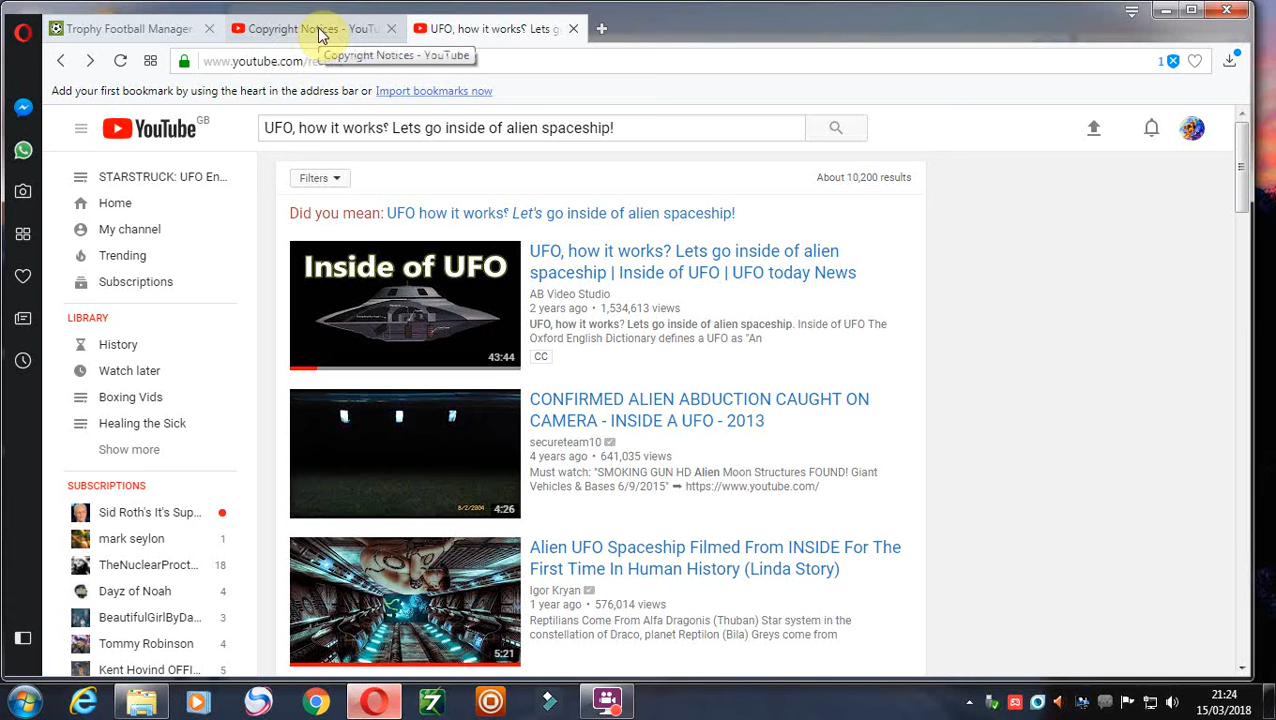 Trophy Football Manager
Copyright Notices - YouTu
UFO, how it works? Lets g
Copyright Notices - YouTube
www.youtube.com/re
1
Add your first bookmark by using the heart in the address bar or Import bookmarks now
YouTube GB
UFO, how it works؟ Lets go inside of alien spaceship!
STARSTRUCK: UFO En...
Home
My channel
Trending
Subscriptions
LIBRARY
History
Watch later
Boxing Vids
Healing the Sick
Show more
SUBSCRIPTIONS
Sid Roth's It's Sup...
mark seylon 1
TheNuclearProct... 18
Dayz of Noah 4
BeautifulGirlByDa...
Tommy Robinson 4
Kent Hovind OFFI...
Filters
About 10,200 results
Did you mean: UFO how it works؟ Let's go inside of alien spaceship!
Inside of UFO
43:44
UFO, how it works? Lets go inside of alien
spaceship | Inside of UFO | UFO today News
AB Video Studio
2 years ago • 1,534,613 views
UFO, how it works? Lets go inside of alien spaceship. Inside of UFO The
Oxford English Dictionary defines a UFO as "An
CC
8/2/2004
4:26
CONFIRMED ALIEN ABDUCTION CAUGHT ON
CAMERA - INSIDE A UFO - 2013
secureteam10
4 years ago • 641,035 views
Must watch: "SMOKING GUN HD Alien Moon Structures FOUND! Giant
Vehicles & Bases 6/9/2015" ➨ https://www.youtube.com/
5:21
Alien UFO Spaceship Filmed From INSIDE For The
First Time In Human History (Linda Story)
Igor Kryan
1 year ago • 576,014 views
Reptilians Come From Alfa Dragonis (Thuban) Star system in the
constellation of Draco, planet Reptilon (Bila) Greys come from
21:24
15/03/2018